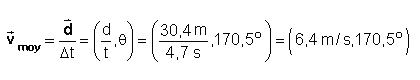 v⃗ moy = d⃗/Δt = (d/t, θ) = (30,4 m/4,7 s, 170,5°) = (6,4 m/s, 170,5°)